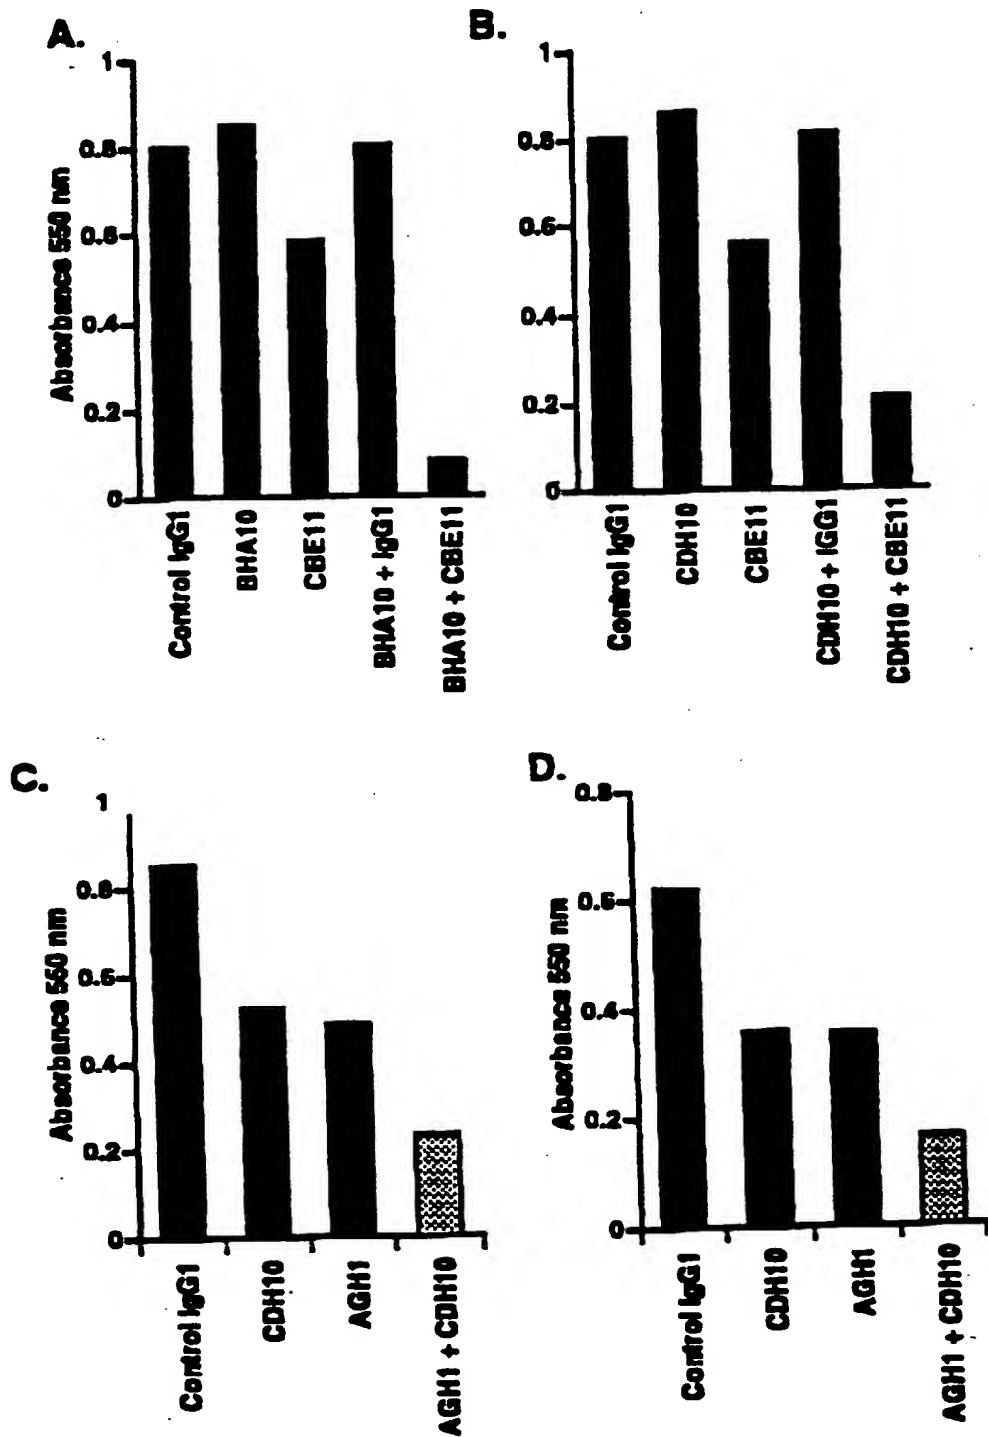 A.
1
0.8
0.6
0.4
0.2
0
Absorbance 550 nm
Control IgG1
BHA10
CBE11
BHA10 + IgG1
BHA10 + CBE11
B.
1
0.8
0.6
0.4
0.2
0
Control IgG1
CDH10
CBE11
CDH10 + IGG1
CDH10 + CBE11
C.
1
0.8
0.6
0.4
0.2
0
Absorbance 550 nm
Control IgG1
CDH10
AGH1
AGH1 + CDH10
D.
0.8
0.6
0.4
0.2
0
Absorbance 550 nm
Control IgG1
CDH10
AGH1
AGH1 + CDH10